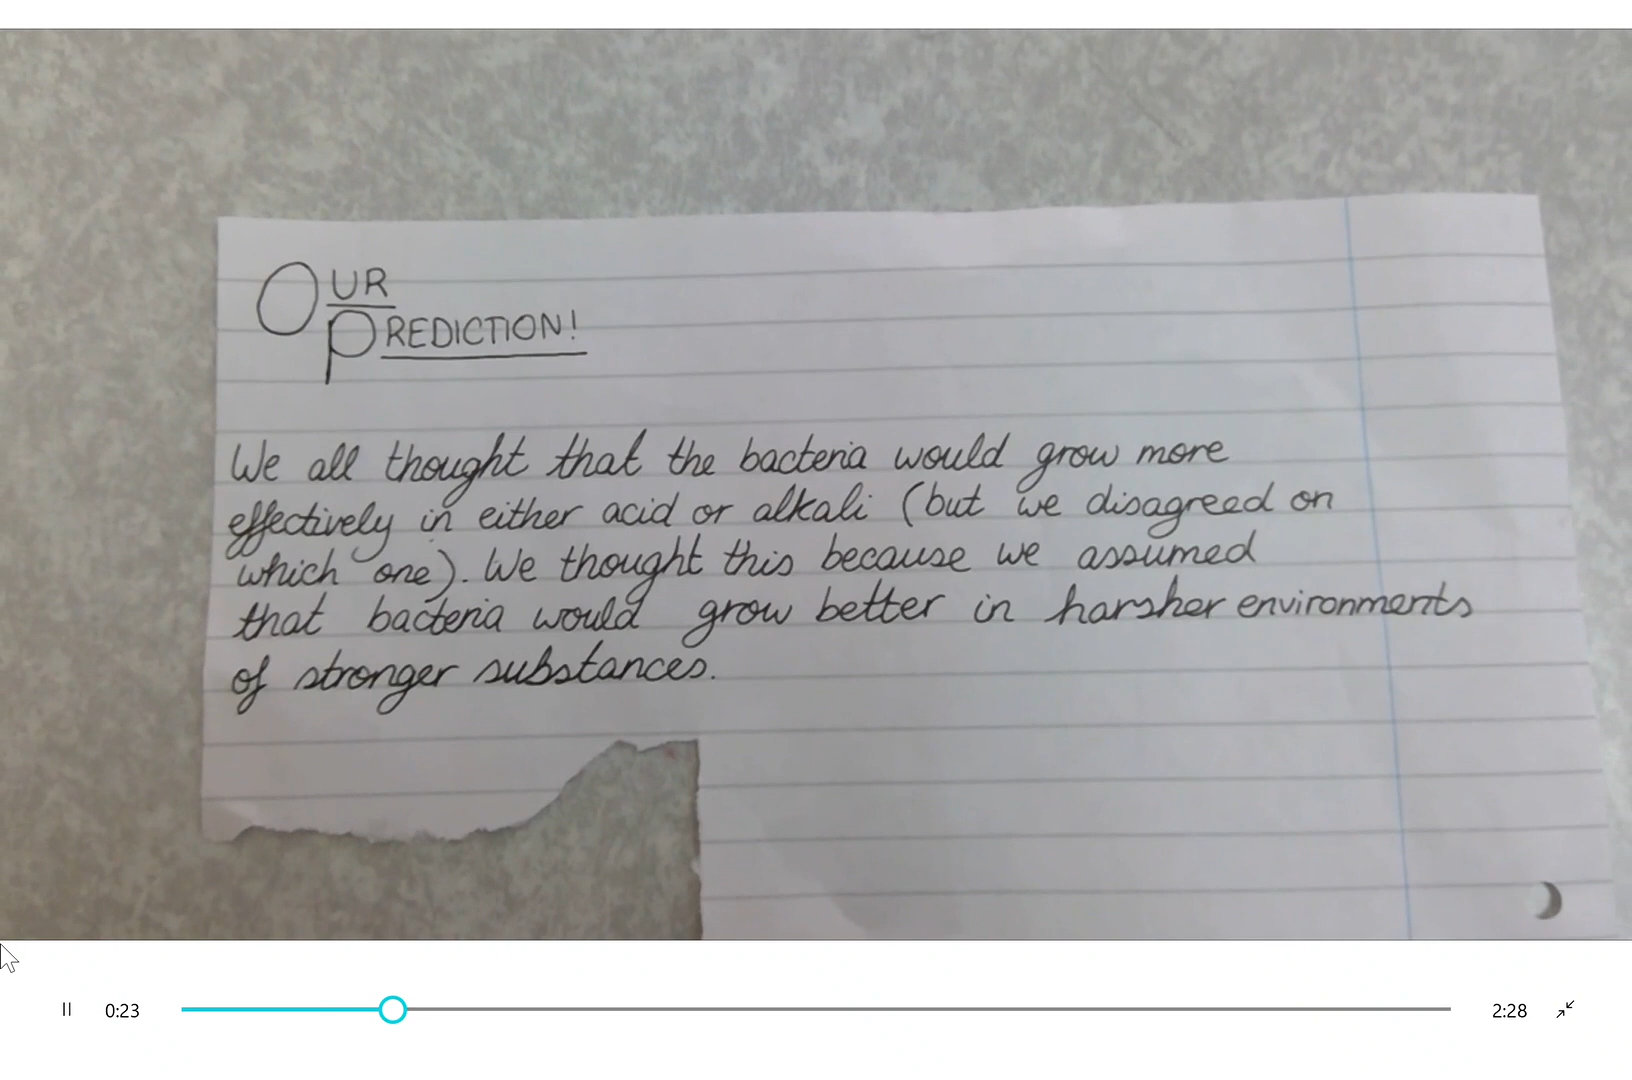 OUR
PREDICTION!
We all thought that the bacteria would grow more
effectively in either acid or alkali (but we disagreed on
which one). We thought this because we assumed
that bacteria would grow better in harsher environments
of stronger substances.
0:23
2:28